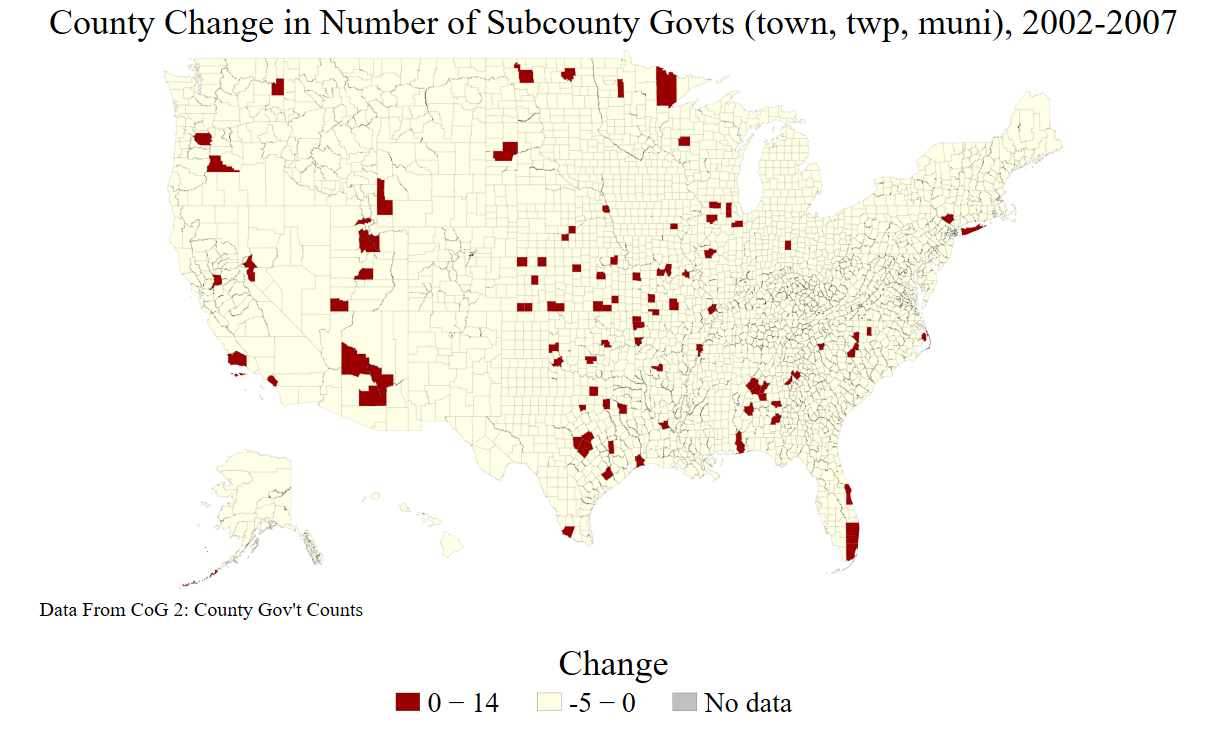 County Change in Number of Subcounty Govts (town, twp, muni), 2002-2007
Data From CoG 2: County Gov't Counts
Change
0 − 14 -5 − 0 No data